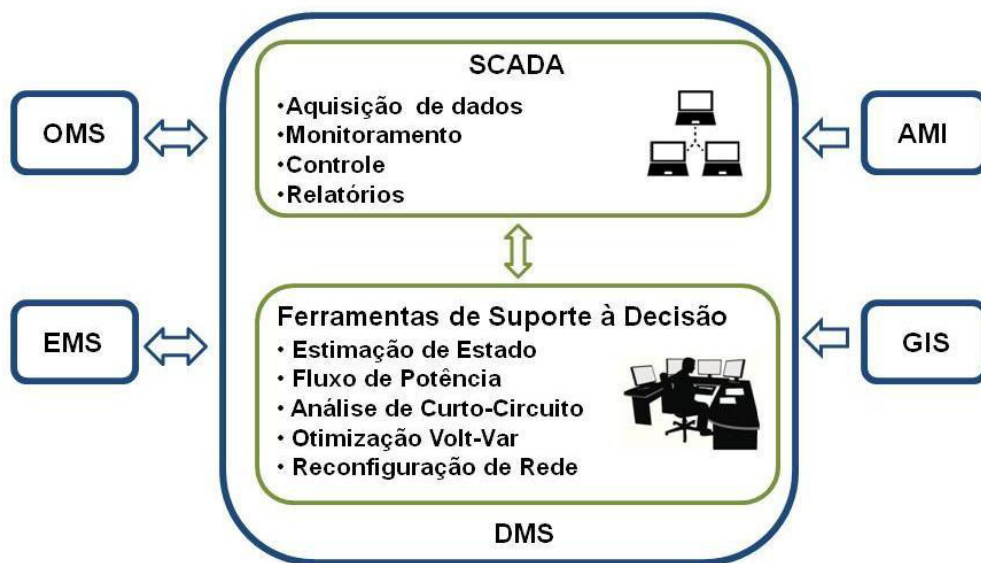 SCADA
•Aquisição de dados
•Monitoramento
•Controle
•Relatórios
OMS
AMI
Ferramentas de Suporte à Decisão
• Estimação de Estado
• Fluxo de Potência
• Análise de Curto-Circuito
• Otimização Volt-Var
• Reconfiguração de Rede
EMS
GIS
DMS